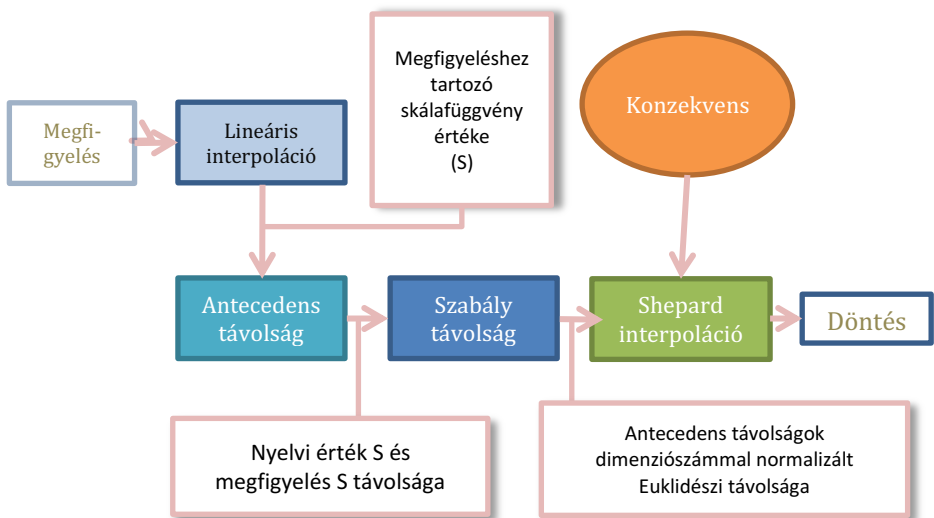 Megfi-
gyelés
Lineáris
interpoláció
Megfigyeléshez
tartozó
skálafüggvény
értéke
(S)
Konzekvens
Antecedens
távolság
Szabály
távolság
Shepard
interpoláció
Döntés
Nyelvi érték S és
megfigyelés S távolsága
Antecedens távolságok
dimenziószámmal normalizált
Euklidészi távolsága